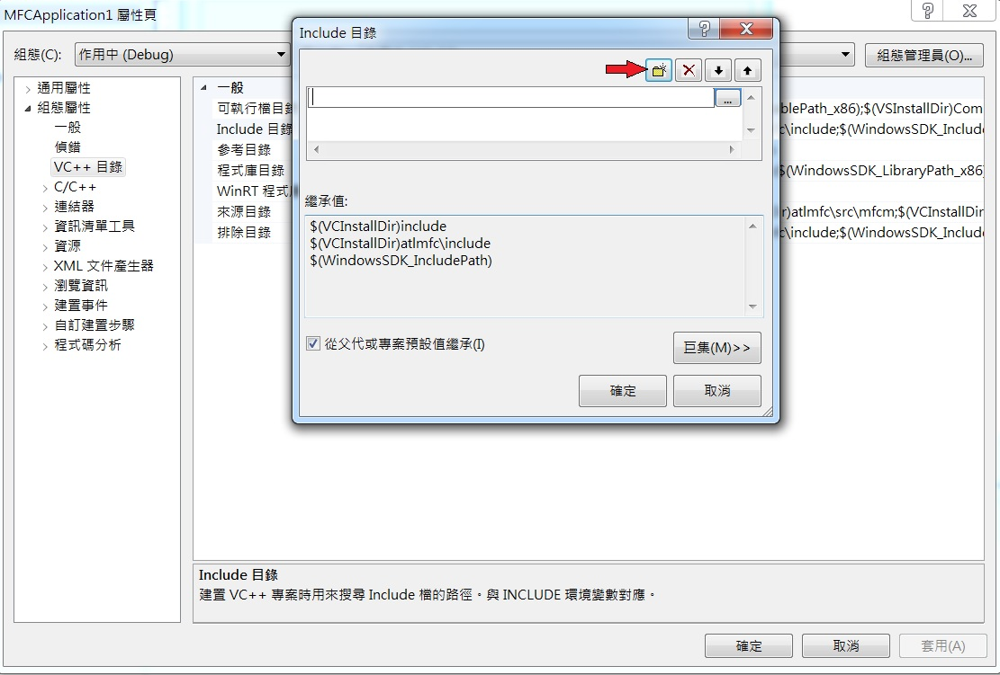 MFCApplication1 屬性頁
組態(C):
作用中 (Debug)
組態管理員(O)...
通用屬性
組態屬性
一般
偵錯
VC++ 目錄
C/C++
連結器
資訊清單工具
資源
XML 文件產生器
瀏覽資訊
建置事件
自訂建置步驟
程式碼分析
一般
可執行檔目錄
blePath_x86);$(VSInstallDir)Com
Include 目錄
c\include;$(WindowsSDK_Includ
參考目錄
程式庫目錄
$(WindowsSDK_LibraryPath_x86)
WinRT 程式
來源目錄
r)atlmfc\src\mfcm;$(VCInstallDir
排除目錄
c\include;$(WindowsSDK_Includ
Include 目錄
...
繼承值:
$(VCInstallDir)include
$(VCInstallDir)atlmfc\include
$(WindowsSDK_IncludePath)
從父代或專案預設值繼承(I)
巨集(M)>>
確定
取消
Include 目錄
建置 VC++ 專案時用來搜尋 Include 檔的路徑。與 INCLUDE 環境變數對應。
確定
取消
套用(A)